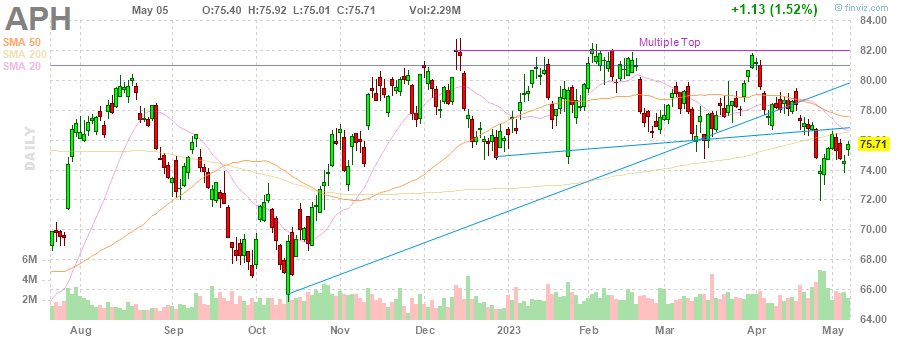 APH May 05 O:75.40 H:75.92 L:75.01 C:75.71 Vol:2.29M +1.13 (1.52%) © finviz.com
SMA 50
SMA 200
SMA 20
DAILY
Multiple Top
84.00
82.00
80.00
78.00
76.00
75.71
74.00
72.00
70.00
68.00
66.00
64.00
6M
4M
2M
Aug Sep Oct Nov Dec 2023 Feb Mar Apr May